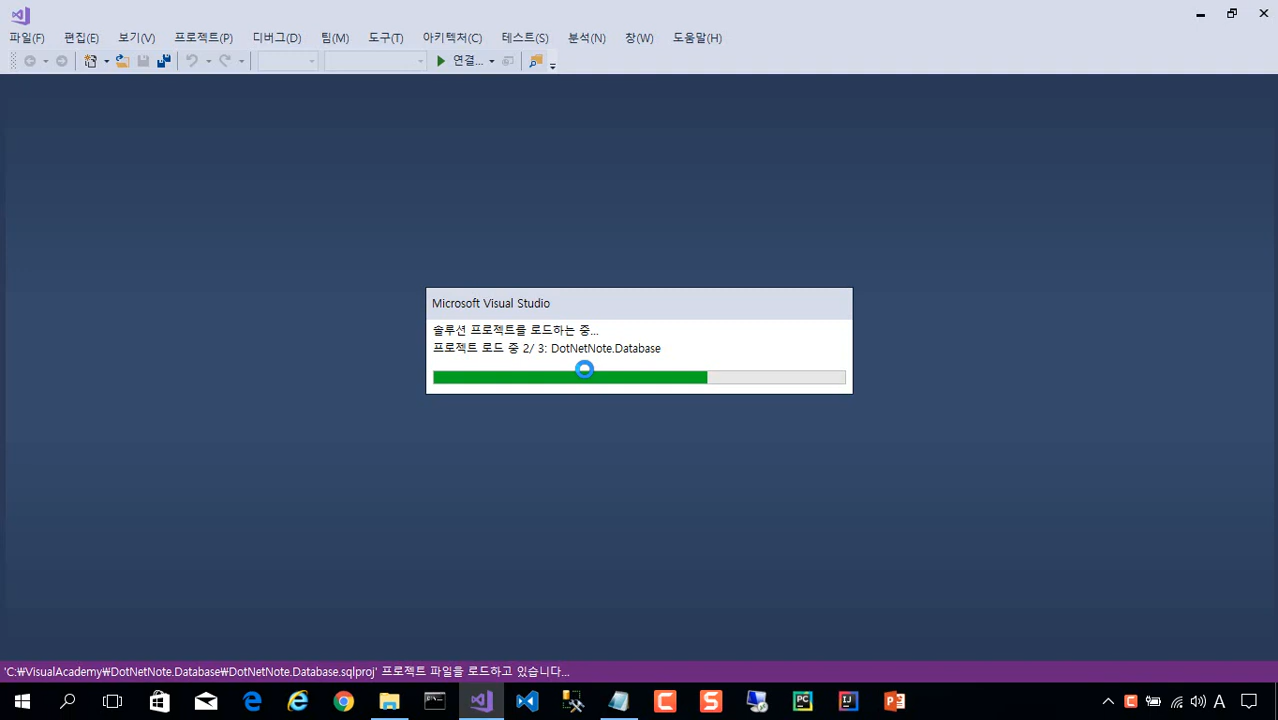 파일(F) 편집(E) 보기(V) 프로젝트(P) 디버그(D) 팀(M) 도구(T) 아키텍처(C) 테스트(S) 분석(N) 창(W) 도움말(H)
연결...
Microsoft Visual Studio
솔루션 프로젝트를 로드하는 중...
프로젝트 로드 중 2/ 3: DotNetNote.Database
'C:₩VisualAcademy₩DotNetNote.Database₩DotNetNote.Database.sqlproj' 프로젝트 파일을 로드하고 있습니다...
A